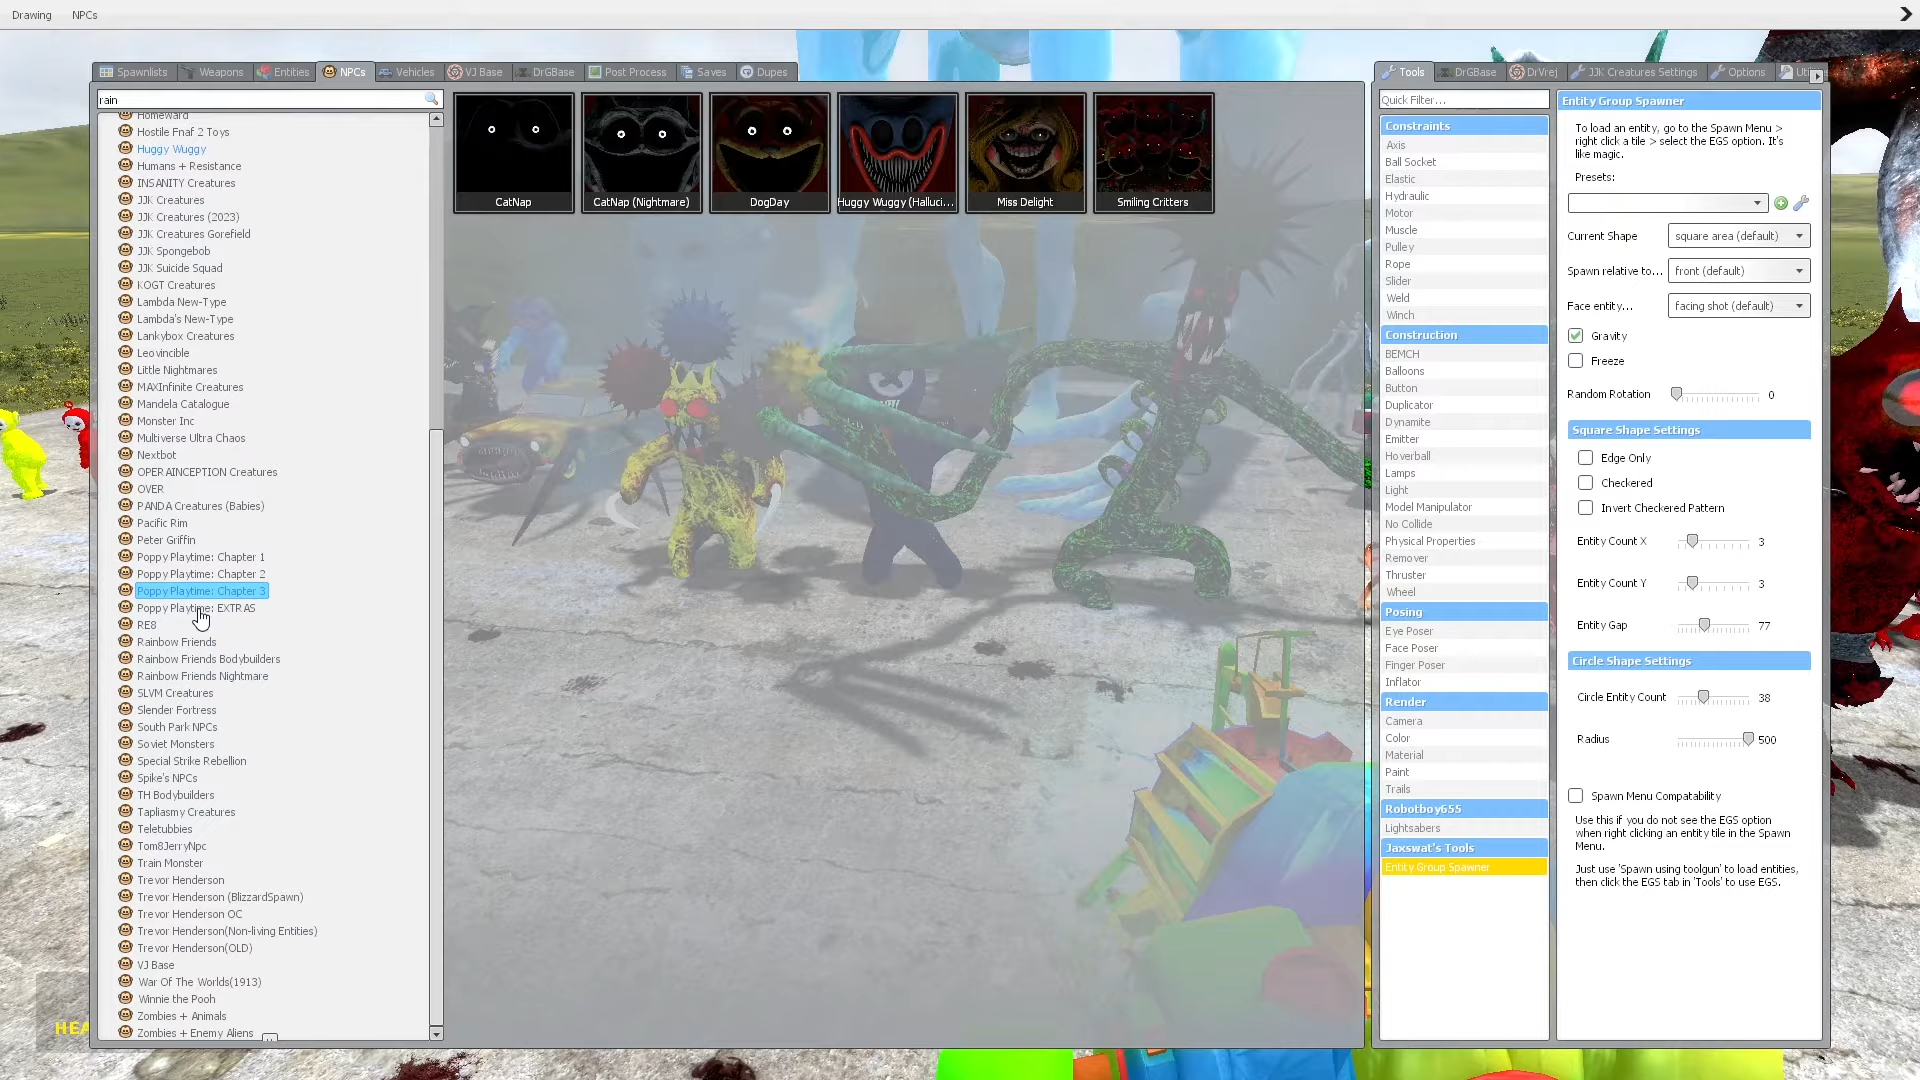 Drawing NPCs
Spawnlists Weapons Entities NPCs Vehicles VJ Base DrGBase Post Process Saves Dupes
rain
Homeward
Hostile Fnaf 2 Toys
Huggy Wuggy
Humans + Resistance
INSANITY Creatures
JJK Creatures
JJK Creatures (2023)
JJK Creatures Gorefield
JJK Spongebob
JJK Suicide Squad
KOGT Creatures
Lambda New-Type
Lambda's New-Type
Lankybox Creatures
Leovincible
Little Nightmares
MAXInfinite Creatures
Mandela Catalogue
Monster Inc
Multiverse Ultra Chaos
Nextbot
OPERAINCEPTION Creatures
OVER
PANDA Creatures (Babies)
Pacific Rim
Peter Griffin
Poppy Playtime: Chapter 1
Poppy Playtime: Chapter 2
Poppy Playtime: Chapter 3
Poppy Playtime: EXTRAS
RE8
Rainbow Friends
Rainbow Friends Bodybuilders
Rainbow Friends Nightmare
SLVM Creatures
Slender Fortress
South Park NPCs
Soviet Monsters
Special Strike Rebellion
Spike's NPCs
TH Bodybuilders
Tapliasmy Creatures
Teletubbies
Tom8JerryNpc
Train Monster
Trevor Henderson
Trevor Henderson (BlizzardSpawn)
Trevor Henderson OC
Trevor Henderson(Non-living Entities)
Trevor Henderson(OLD)
VJ Base
War Of The Worlds(1913)
Winnie the Pooh
Zombies + Animals
Zombies + Enemy Aliens
CatNap
CatNap (Nightmare)
DogDay
Huggy Wuggy (Halluci...
Miss Delight
Smiling Critters
HEA
Tools DrGBase DrVrej JJK Creatures Settings Options Uti
Quick Filter...
Constraints
Axis
Ball Socket
Elastic
Hydraulic
Motor
Muscle
Pulley
Rope
Slider
Weld
Winch
Construction
BEMCH
Balloons
Button
Duplicator
Dynamite
Emitter
Hoverball
Lamps
Light
Model Manipulator
No Collide
Physical Properties
Remover
Thruster
Wheel
Posing
Eye Poser
Face Poser
Finger Poser
Inflator
Render
Camera
Color
Material
Paint
Trails
Robotboy655
Lightsabers
Jaxswat's Tools
Entity Group Spawner
Entity Group Spawner
To load an entity, go to the Spawn Menu >
right click a tile > select the EGS option. It's
like magic.
Presets:
Current Shape square area (default)
Spawn relative to... front (default)
Face entity... facing shot (default)
Gravity
Freeze
Random Rotation 0
Square Shape Settings
Edge Only
Checkered
Invert Checkered Pattern
Entity Count X 3
Entity Count Y 3
Entity Gap 77
Circle Shape Settings
Circle Entity Count 38
Radius 500
Spawn Menu Compatability
Use this if you do not see the EGS option
when right clicking an entity tile in the Spawn
Menu.
Just use 'Spawn using toolgun' to load entities,
then click the EGS tab in 'Tools' to use EGS.